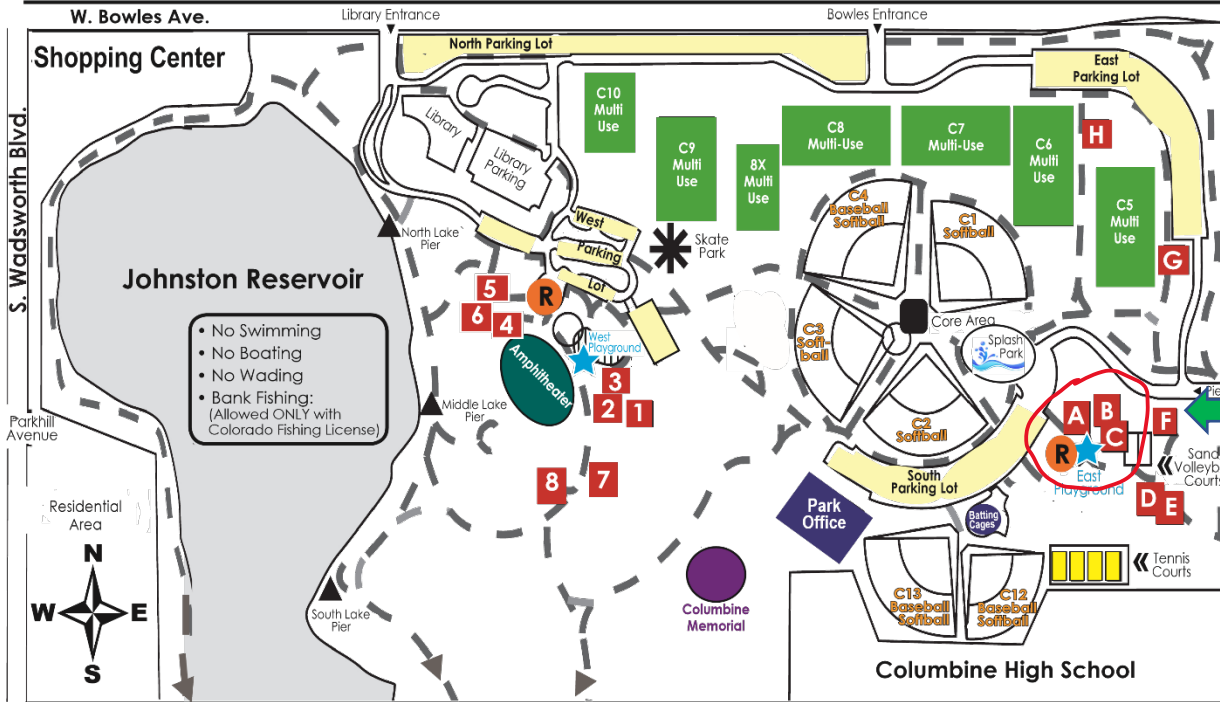 W. Bowles Ave.
Library Entrance
Bowles Entrance
Shopping Center
North Parking Lot
East
Parking Lot
S. Wadsworth Blvd.
C10
Multi
Use
Library
Library
Parking
C9
Multi
Use
8X
Multi
Use
C8
Multi-Use
C7
Multi-Use
C6
Multi
Use
H
C5
Multi
Use
G
C4
Baseball
Softball
C1
Softball
North Lake
Pier
West
Parking
Lot
Skate
Park
Johnston Reservoir
• No Swimming
• No Boating
• No Wading
• Bank Fishing:
(Allowed ONLY with
Colorado Fishing License)
5
6
4
R
West
Playground
Amphitheater
3
2
1
C3
Soft-
ball
Core Area
Splash
Park
C2
Softball
Parkhill
Avenue
Middle Lake
Pier
A
B
C
F
R
East
Playground
Sand
D
E
8
7
South
Parking Lot
Park
Office
Batting
Cages
Residential
Area
N
W
E
S
South Lake
Pier
Columbine
Memorial
C13
Baseball
Softball
C12
Baseball
Softball
Tennis
Courts
Columbine High School